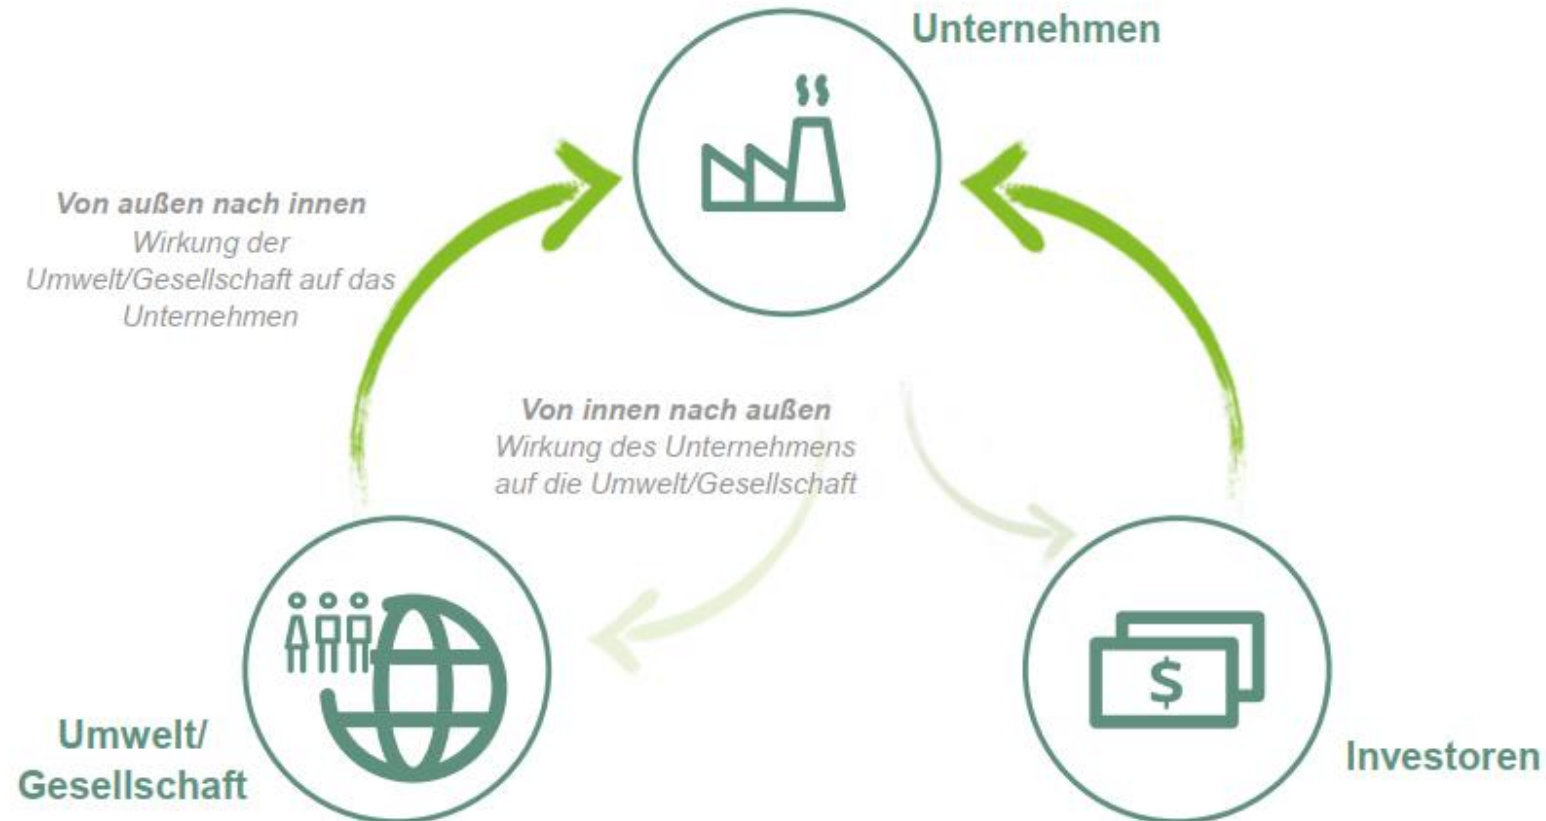 Unternehmen
Von außen nach innen
Wirkung der
Umwelt/Gesellschaft auf das
Unternehmen
Von innen nach außen
Wirkung des Unternehmens
auf die Umwelt/Gesellschaft
$
Umwelt/
Gesellschaft
Investoren